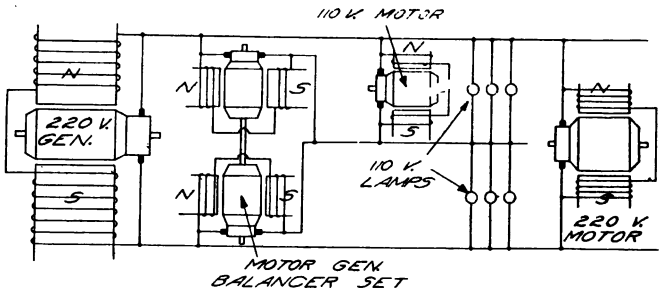 110 V. MOTOR
N
220 V.
GEN.
S
N
S
N
S
N
S
110 V.
LAMPS
N
S
220 V.
MOTOR
MOTOR GEN.
BALANCER SET